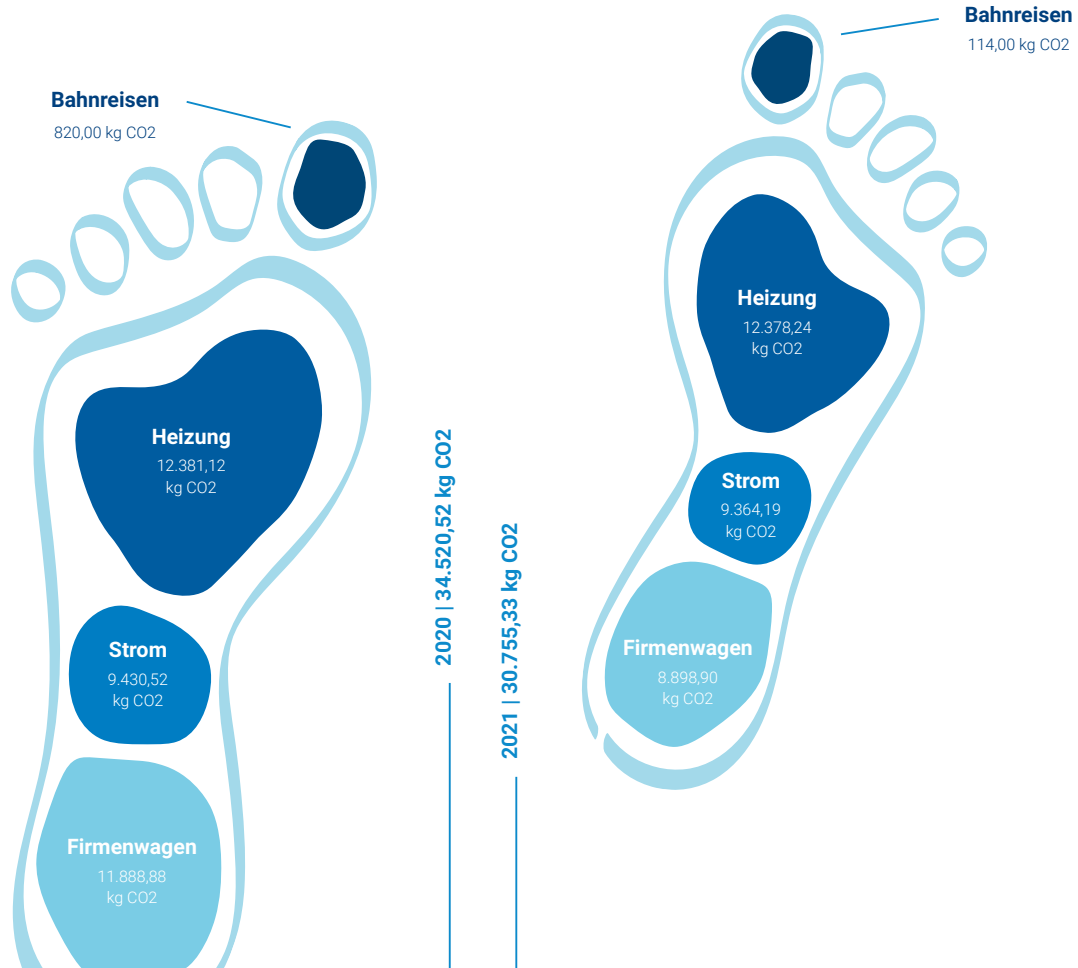 Bahnreisen
820,00 kg CO2
Heizung
12.381,12
kg CO2
Strom
9.430,52
kg CO2
Firmenwagen
11.888,88
kg CO2
2020 | 34.520,52 kg CO2
2021 | 30.755,33 kg CO2
Bahnreisen
114,00 kg CO2
Heizung
12.378,24
kg CO2
Strom
9.364,19
kg CO2
Firmenwagen
8.898,90
kg CO2